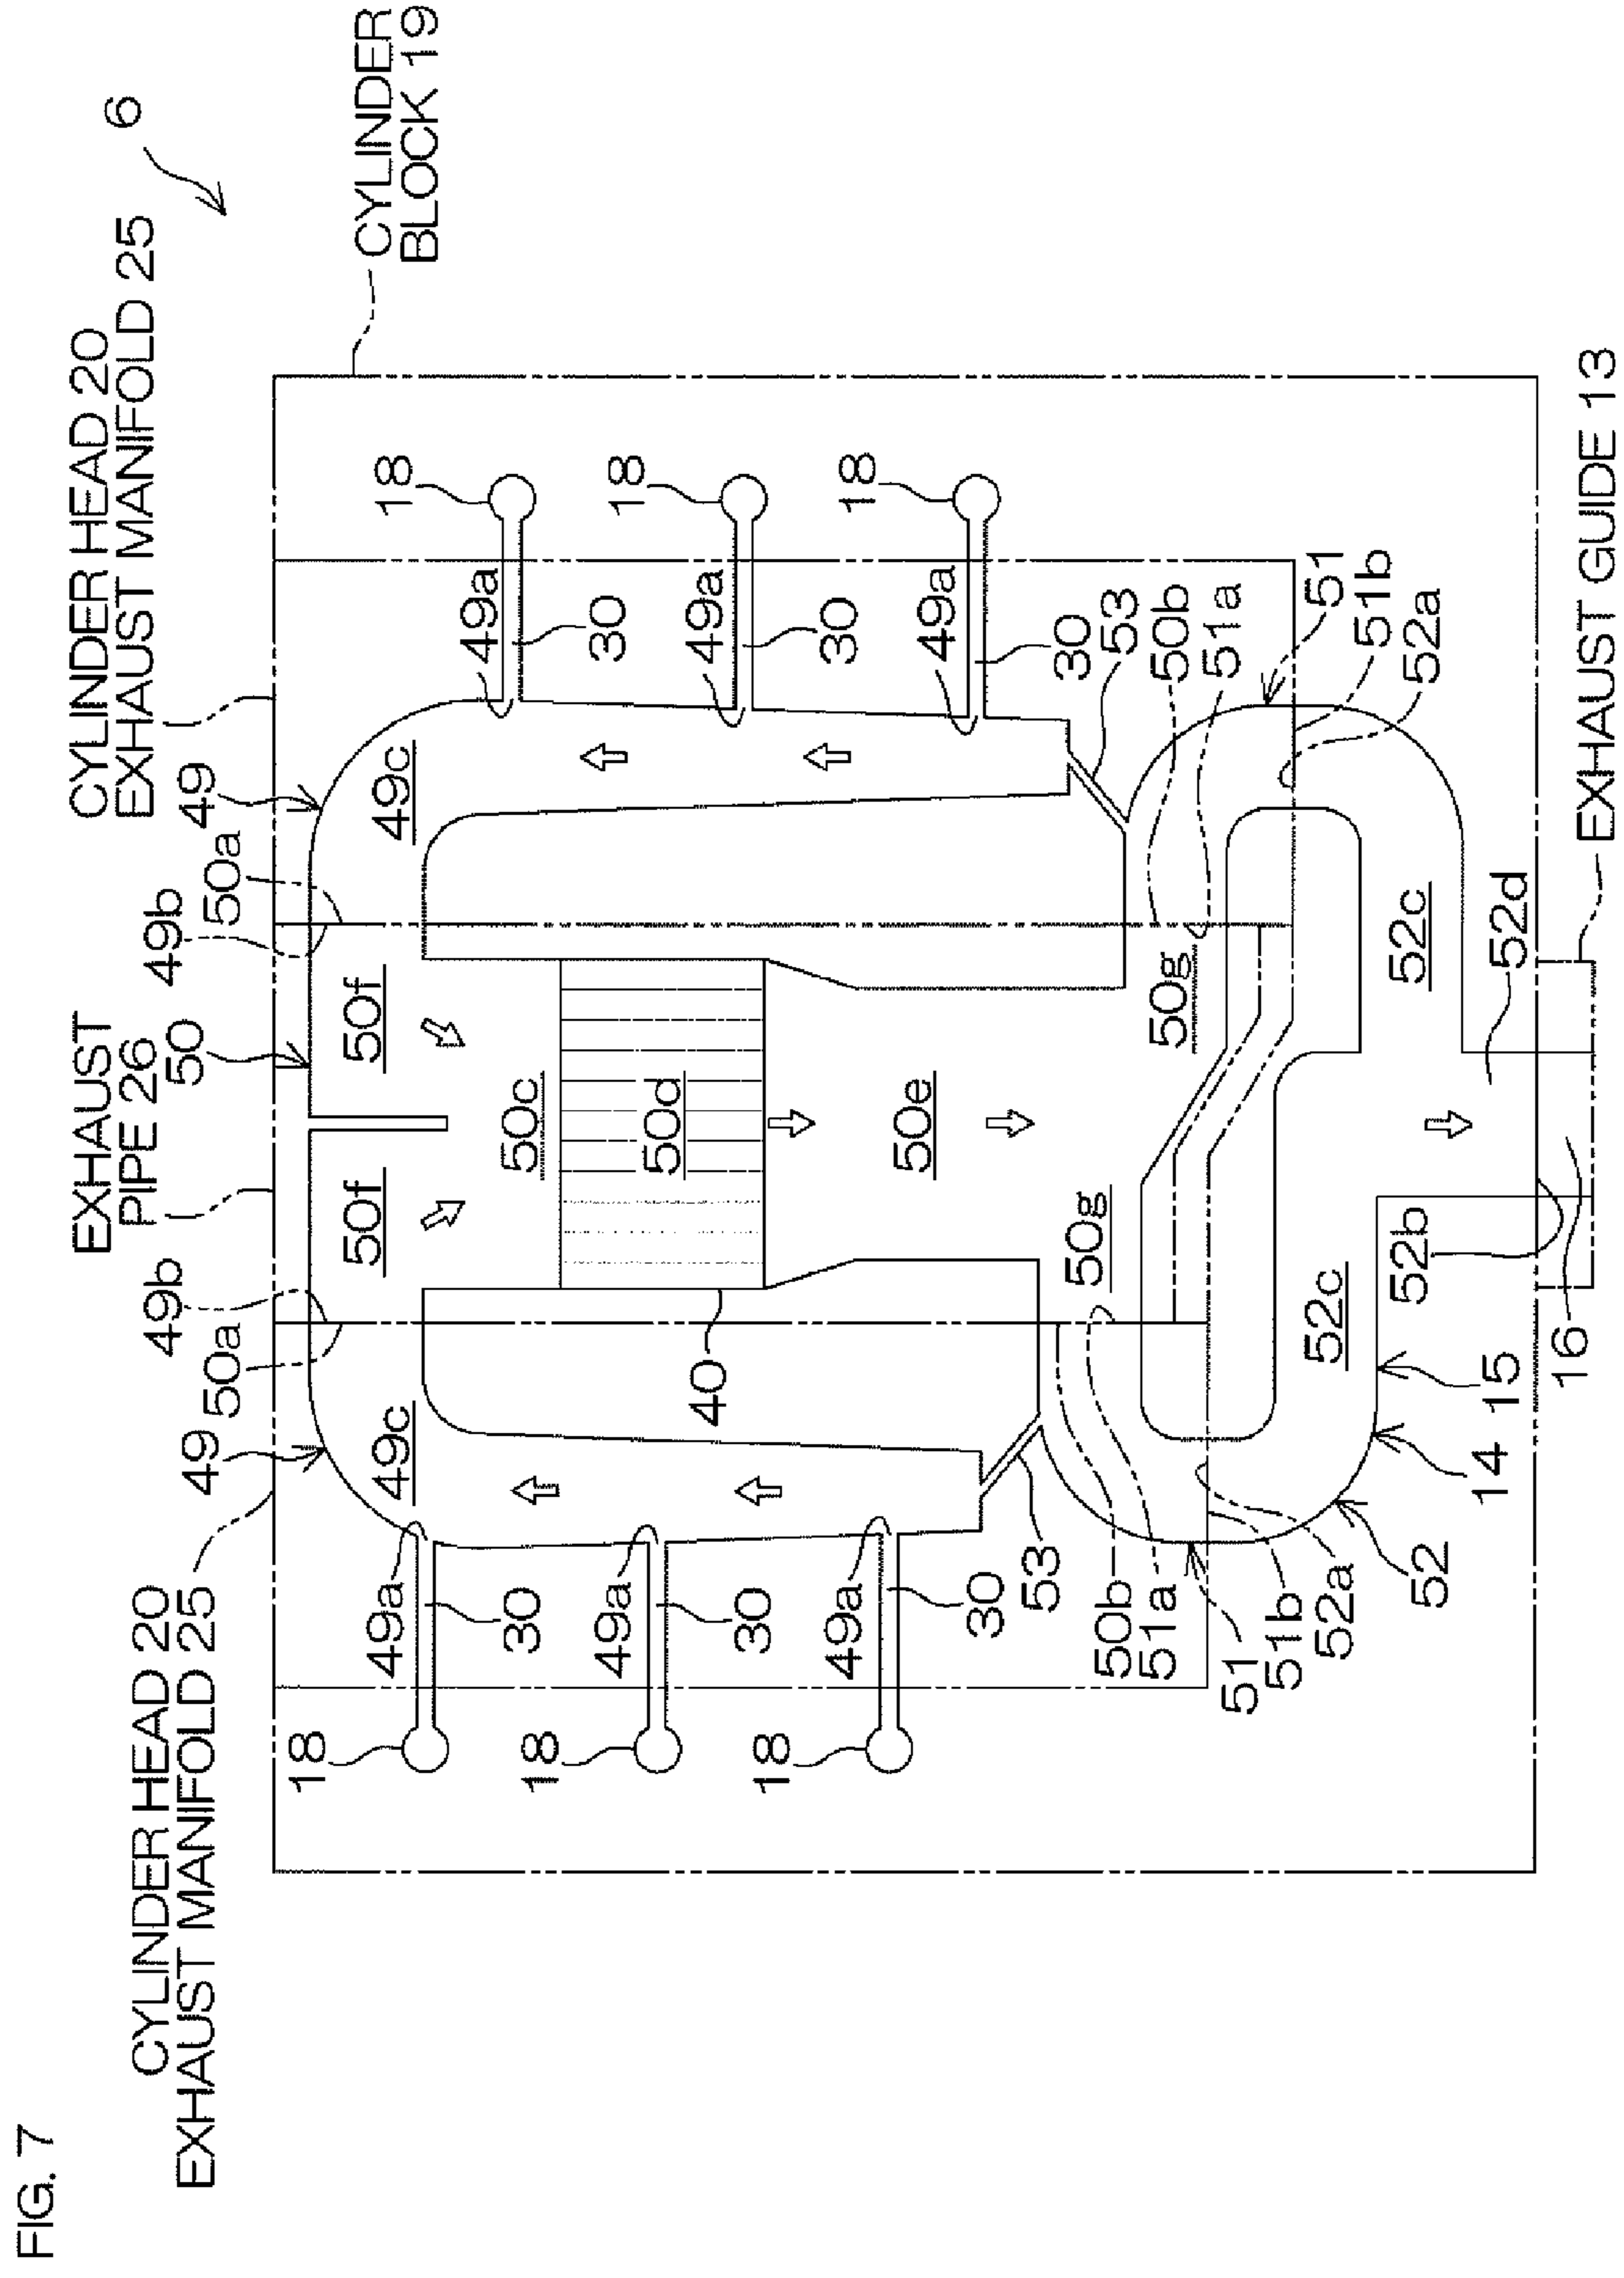 FIG. 7
CYLINDER HEAD 20
EXHAUST MANIFOLD 25
EXHAUST
PIPE 26
CYLINDER HEAD 20
EXHAUST MANIFOLD 25
6
CYLINDER
BLOCK 19
49
50a
49b
50
49b
50a
49
18
49a
30
18
49a
30
18
49a
30
53
49c
50f
50f
49c
50c
50d
50e
40
18
49a
30
18
49a
30
18
49a
30
53
50b
51a
50g
50g
50b
51a
51
51b
52a
51
51b
52a
52
14
15
52c
52c
52b
52d
16
EXHAUST GUIDE 13